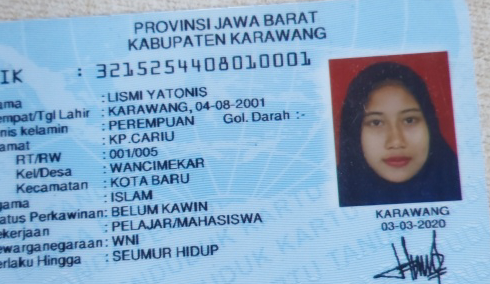 PROVINSI JAWA BARAT
KABUPATEN KARAWANG
IK : 3215254408010001
ama : LISMI YATONIS
empat/Tgl Lahir : KARAWANG, 04-08-2001
enis kelamin : PEREMPUAN Gol. Darah :-
amat : KP.CARIU
RT/RW : 001/005
Kel/Desa : WANCIMEKAR
Kecamatan : KOTA BARU
gama : ISLAM
atus Perkawinan: BELUM KAWIN
ekerjaan : PELAJAR/MAHASISWA
ewarganegaraan: WNI
erlaku Hingga : SEUMUR HIDUP
KARAWANG
03-03-2020